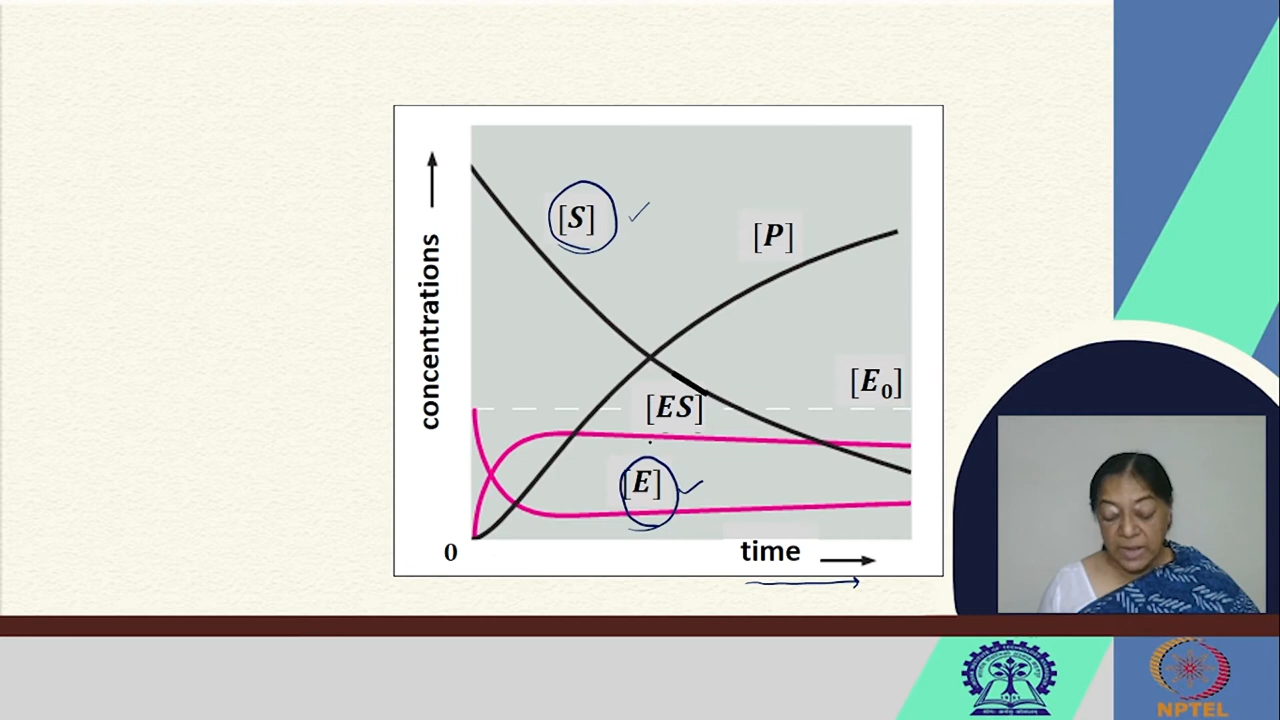 [S]
[P]
concentrations
[E₀]
[ES]
[E]
0
time
NPTEL